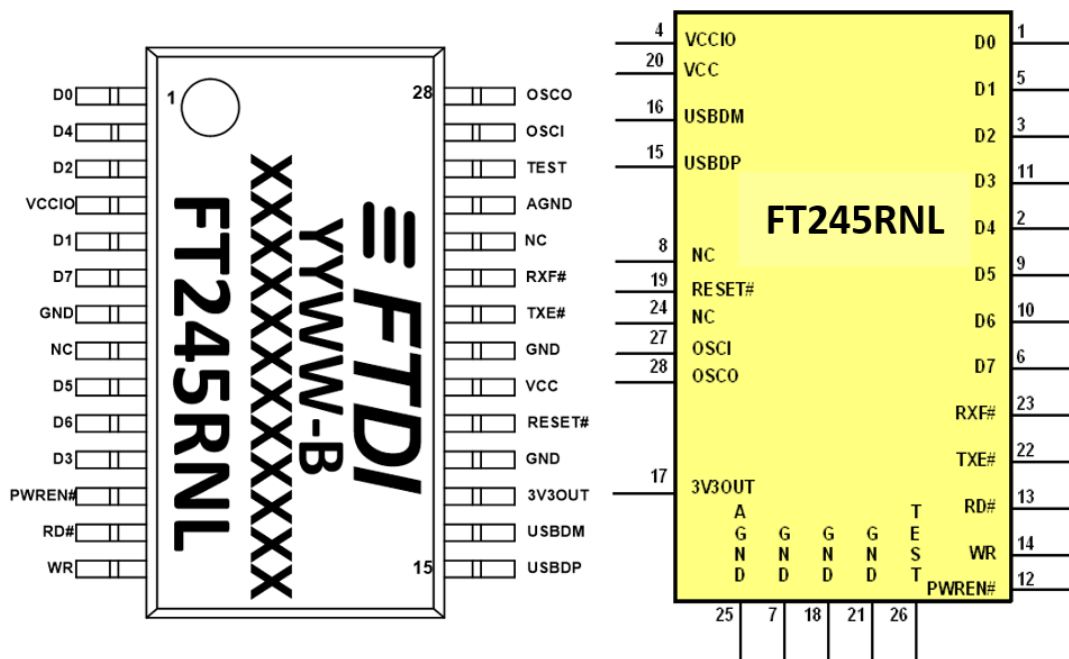 1
28
15
D0
D4
D2
VCCIO
D1
D7
GND
NC
D5
D6
D3
PWREN#
RD#
WR
FT245RNL
XXXXXXXXXXXX
YYWW-B
FTDI
OSCO
OSCI
TEST
AGND
NC
RXF#
TXE#
GND
VCC
RESET#
GND
3V3OUT
USBDM
USBDP
4 VCCIO
20 VCC
16 USBDM
15 USBDP
8 NC
19 RESET#
24 NC
27 OSCI
28 OSCO
17 3V3OUT
FT245RNL
D0 1
D1 5
D2 3
D3 11
D4 2
D5 9
D6 10
D7 6
RXF# 23
TXE# 22
RD# 13
WR 14
PWREN# 12
AGND
GND
GND
GND
TEST
25 7 18 21 26